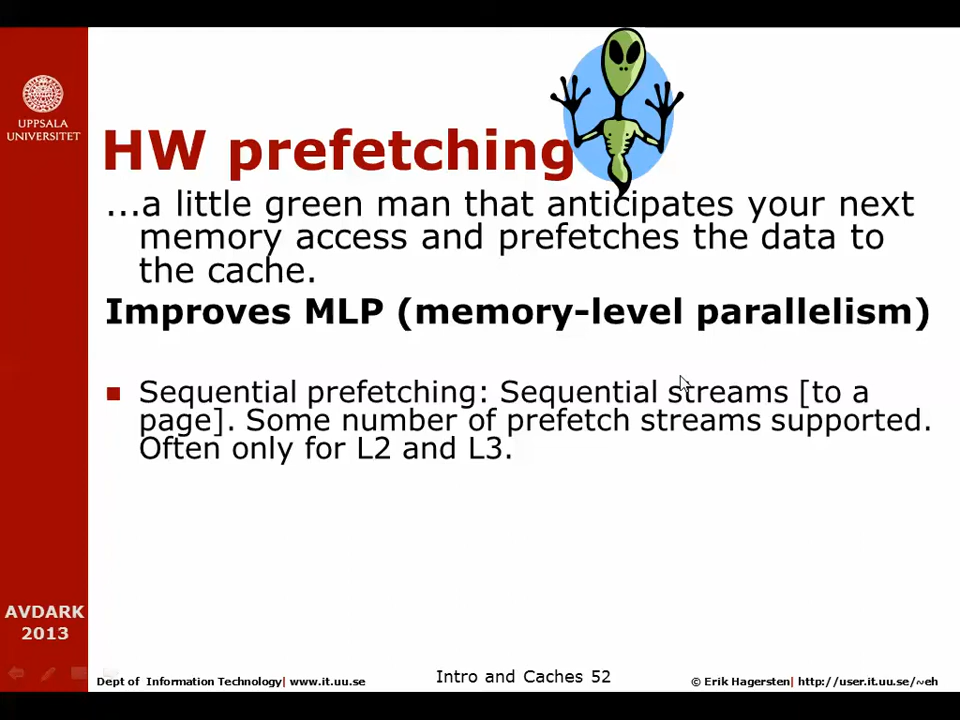 UPPSALA
UNIVERSITET
HW prefetching
...a little green man that anticipates your next
memory access and prefetches the data to
the cache.
Improves MLP (memory-level parallelism)
Sequential prefetching: Sequential streams [to a
page]. Some number of prefetch streams supported.
Often only for L2 and L3.
AVDARK
2013
Dept of Information Technology| www.it.uu.se
Intro and Caches 52
© Erik Hagersten| http://user.it.uu.se/~eh